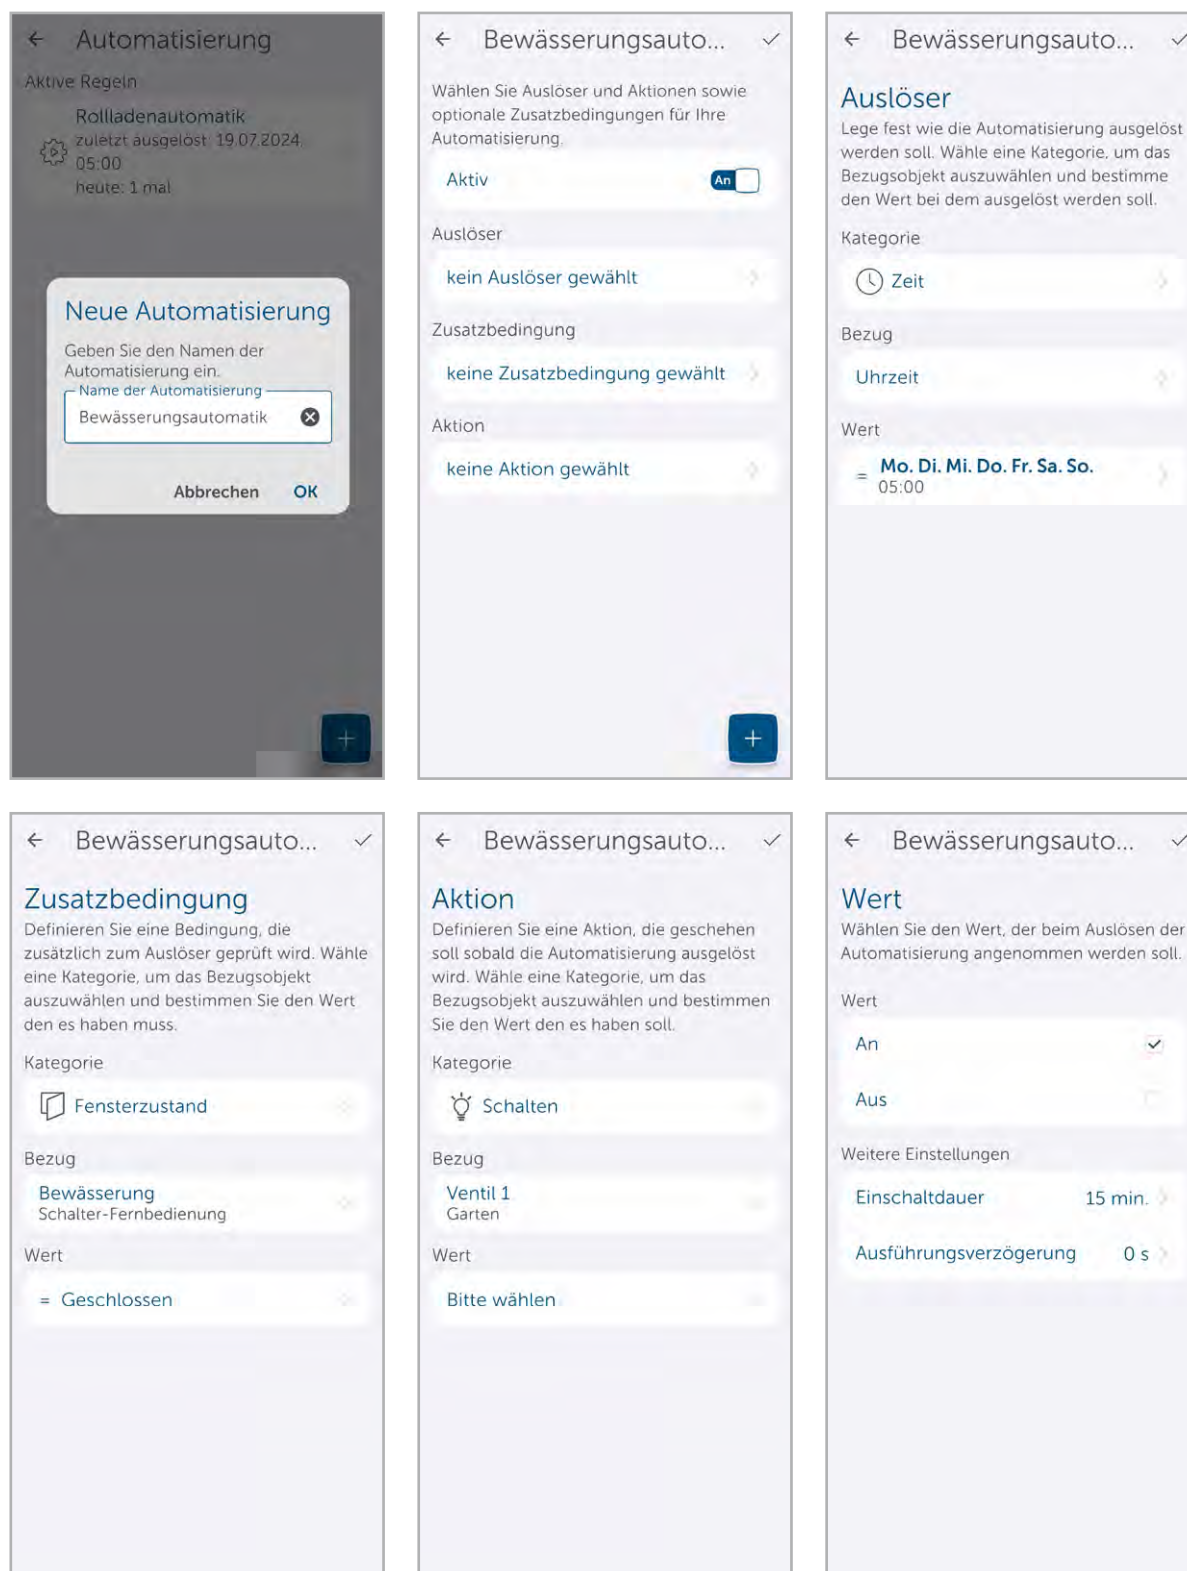 Automatisierung
Aktive Regeln
Rollladenautomatik
zuletzt ausgelöst: 19.07.2024,
05:00
heute: 1 mal
Neue Automatisierung
Geben Sie den Namen der
Automatisierung ein.
Name der Automatisierung
Bewässerungsautomatik
Abbrechen OK
Bewässerungsauto...
Wählen Sie Auslöser und Aktionen sowie
optionale Zusatzbedingungen für Ihre
Automatisierung.
Aktiv An
Auslöser
kein Auslöser gewählt
Zusatzbedingung
keine Zusatzbedingung gewählt
Aktion
keine Aktion gewählt
Bewässerungsauto...
Auslöser
Lege fest wie die Automatisierung ausgelöst
werden soll. Wähle eine Kategorie, um das
Bezugsobjekt auszuwählen und bestimme
den Wert bei dem ausgelöst werden soll.
Kategorie
Zeit
Bezug
Uhrzeit
Wert
= Mo. Di. Mi. Do. Fr. Sa. So.
05:00
Bewässerungsauto...
Zusatzbedingung
Definieren Sie eine Bedingung, die
zusätzlich zum Auslöser geprüft wird. Wähle
eine Kategorie, um das Bezugsobjekt
auszuwählen und bestimmen Sie den Wert
den es haben muss.
Kategorie
Fensterzustand
Bezug
Bewässerung
Schalter-Fernbedienung
Wert
= Geschlossen
Bewässerungsauto...
Aktion
Definieren Sie eine Aktion, die geschehen
soll sobald die Automatisierung ausgelöst
wird. Wähle eine Kategorie, um das
Bezugsobjekt auszuwählen und bestimmen
Sie den Wert den es haben soll.
Kategorie
Schalten
Bezug
Ventil 1
Garten
Wert
Bitte wählen
Bewässerungsauto...
Wert
Wählen Sie den Wert, der beim Auslösen der
Automatisierung angenommen werden soll.
Wert
An
Aus
Weitere Einstellungen
Einschaltdauer 15 min.
Ausführungsverzögerung 0 s